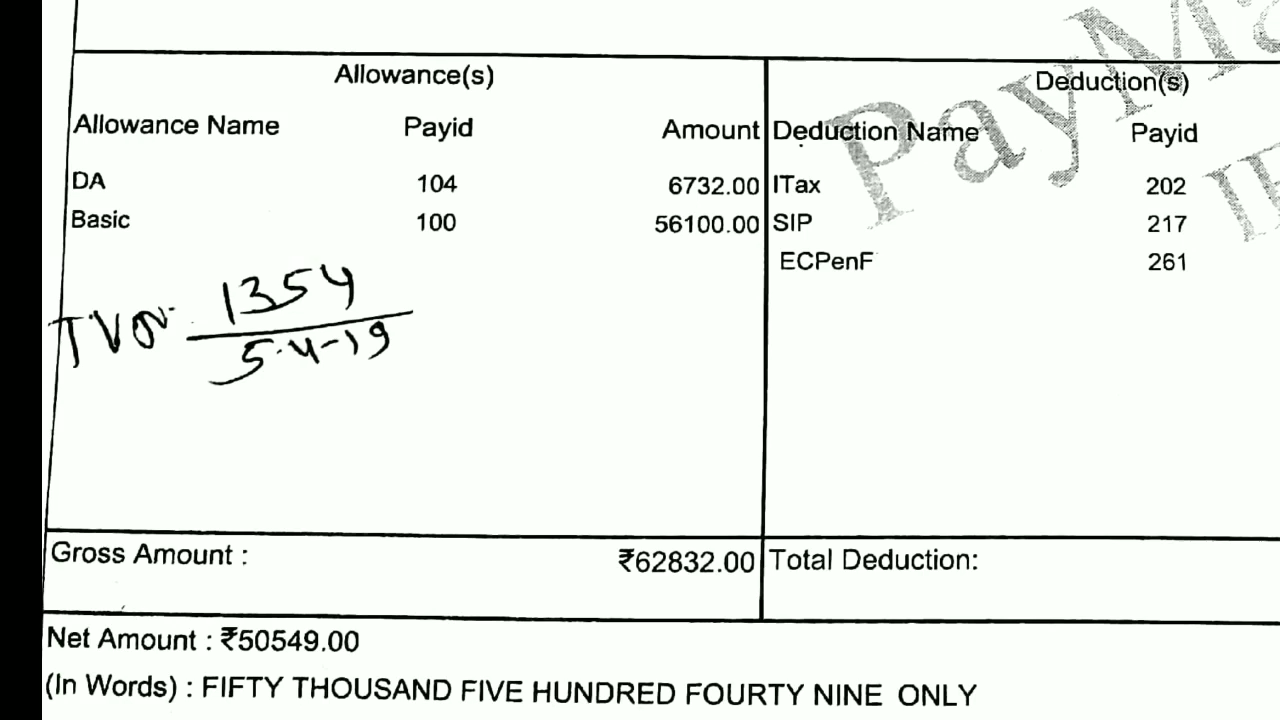 Allowance(s) Deduction(s)
Allowance Name Payid Amount Deduction Name Payid
DA 104 6732.00 ITax 202
Basic 100 56100.00 SIP 217
ECPenF 261
1354
5-4-19
Gross Amount : ₹62832.00 Total Deduction:
Net Amount : ₹50549.00
(In Words) : FIFTY THOUSAND FIVE HUNDRED FOURTY NINE ONLY